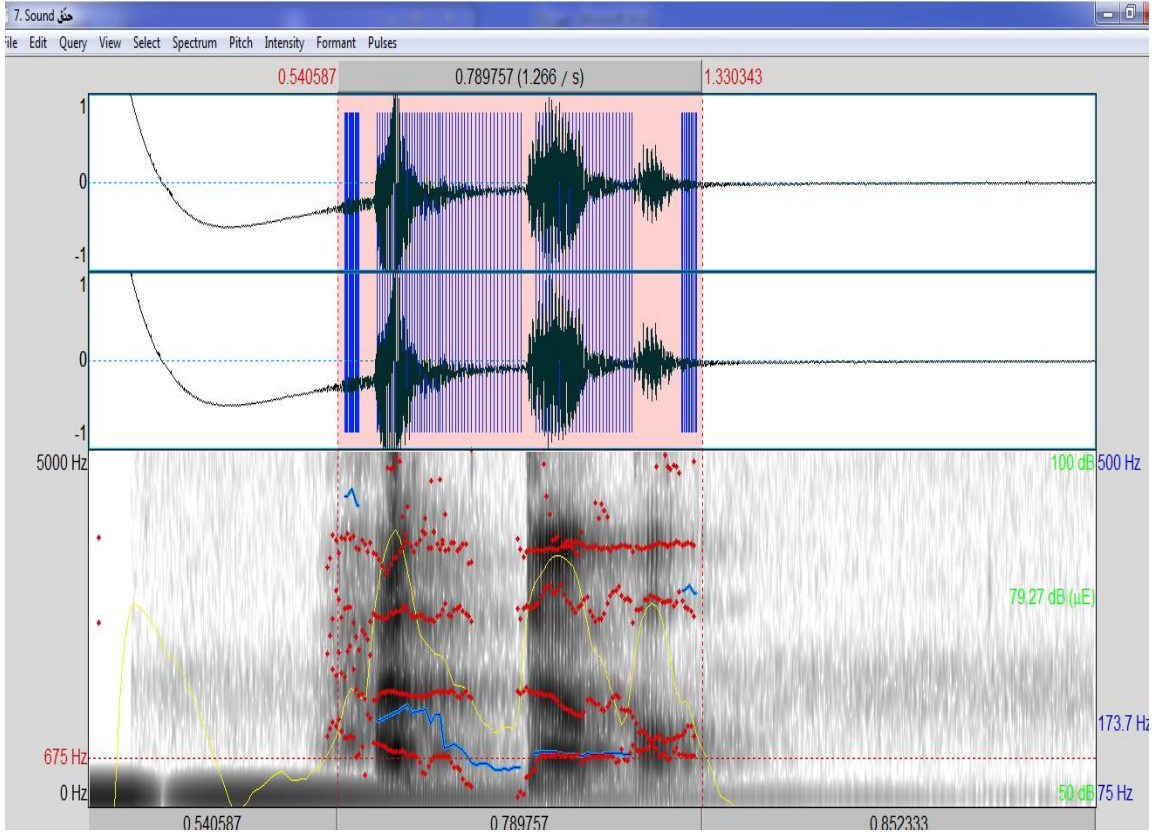 7. Sound حذّق
File Edit Query View Select Spectrum Pitch Intensity Formant Pulses
0.540587 0.789757 (1.266 / s) 1.330343
1
0
-1
1
0
-1
5000 Hz 100 dB 500 Hz
79.27 dB (µE)
173.7 Hz
675 Hz
0 Hz 50 dB 75 Hz
0.540587 0.789757 0.852333